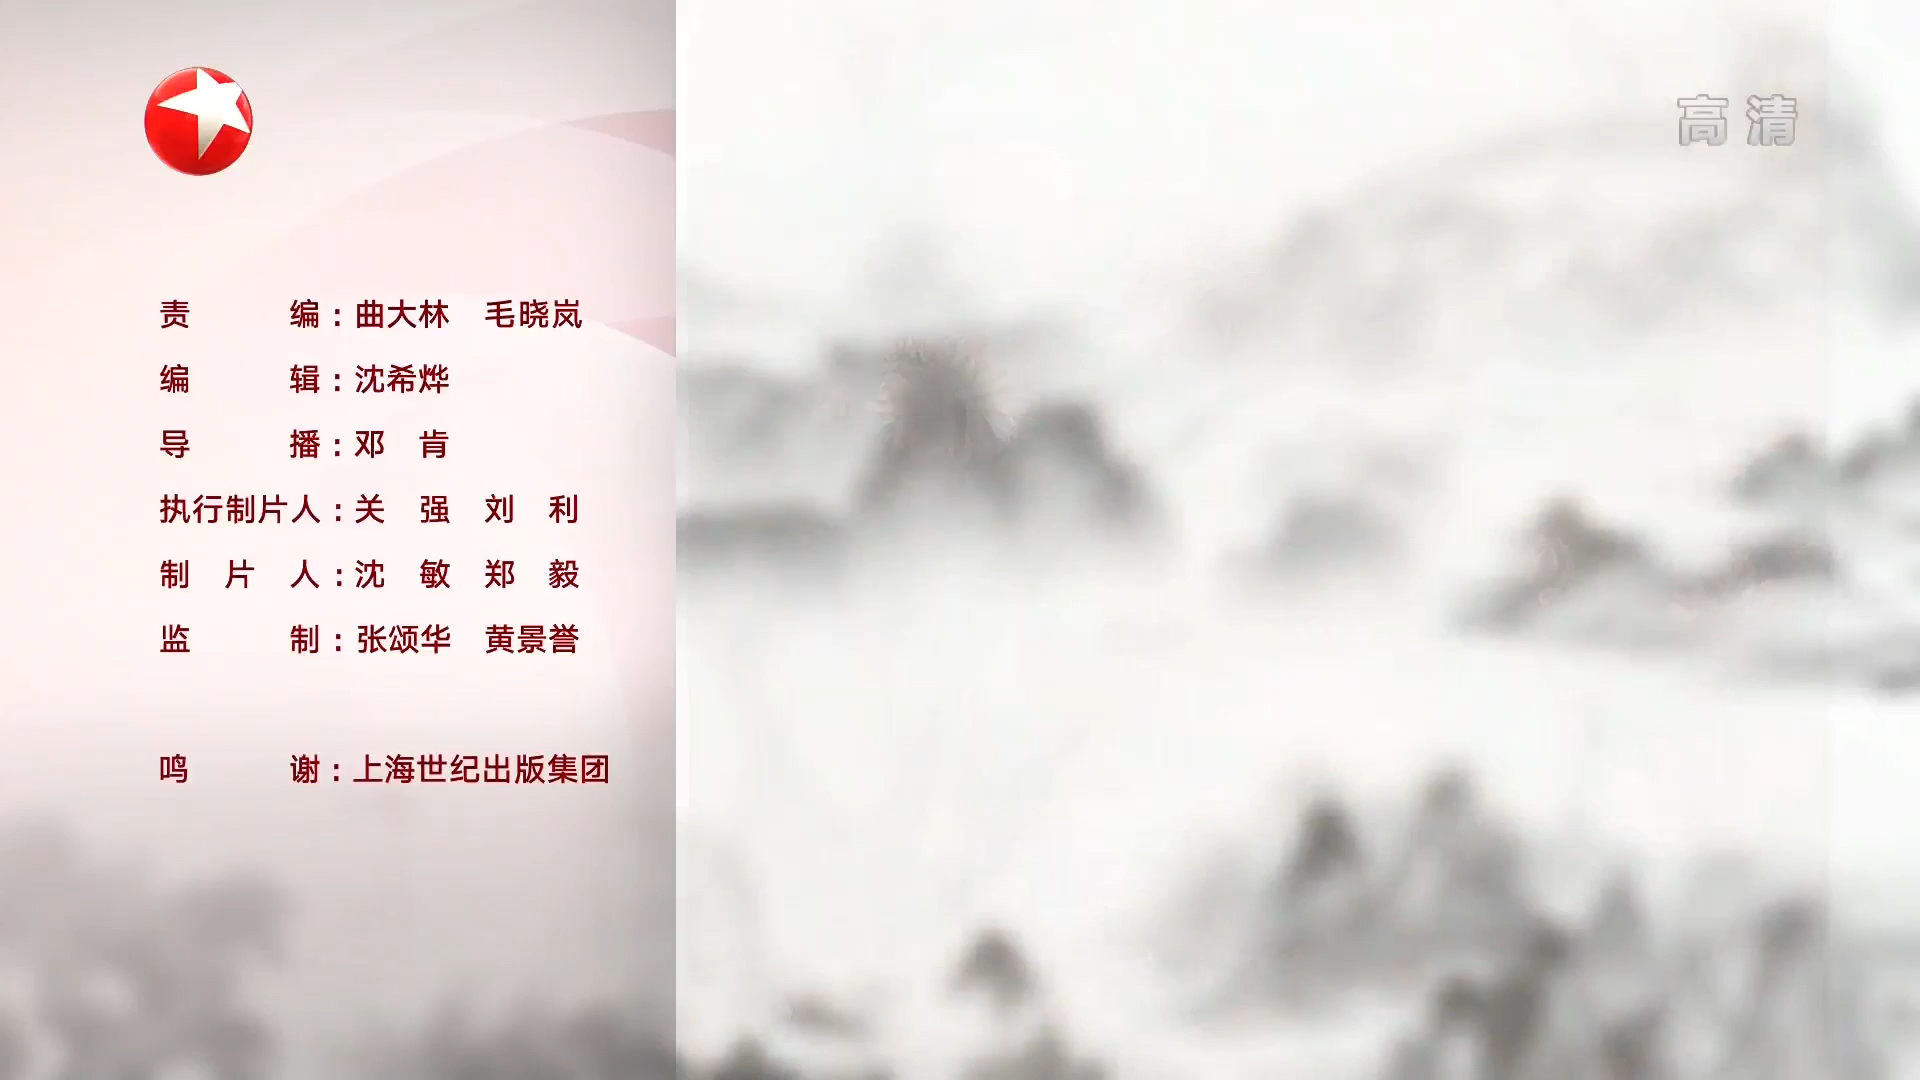 高清
责编：曲大林 毛晓岚
编辑：沈希烨
导播：邓肯
执行制片人：关强 刘利
制片人：沈敏 郑毅
监制：张颂华 黄景誉
鸣谢：上海世纪出版集团